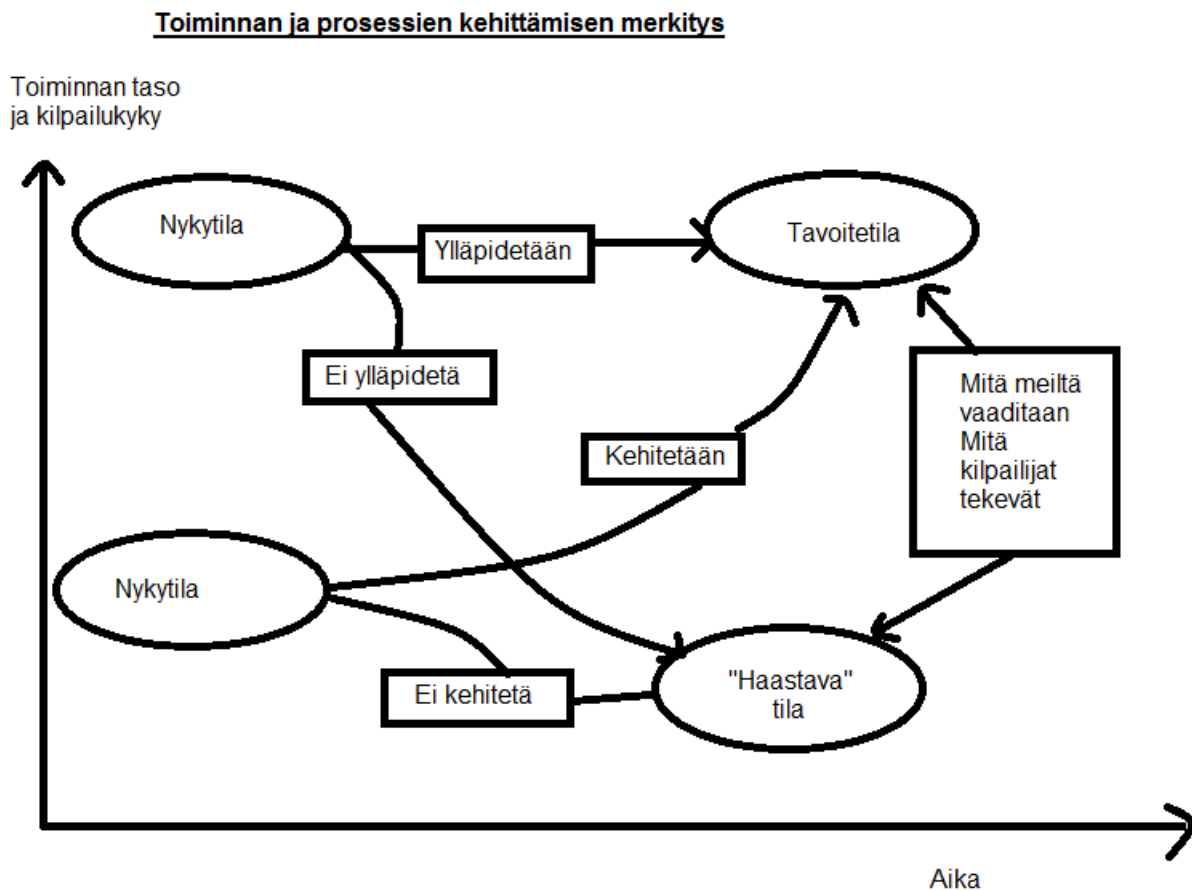 Toiminnan ja prosessien kehittämisen merkitys
Toiminnan taso
ja kilpailukyky
Nykytila
Ylläpidetään
Tavoitetila
Ei ylläpidetä
Mitä meiltä
vaaditaan
Mitä
kilpailijat
tekevät
Kehitetään
Nykytila
Ei kehitetä
"Haastava"
tila
Aika